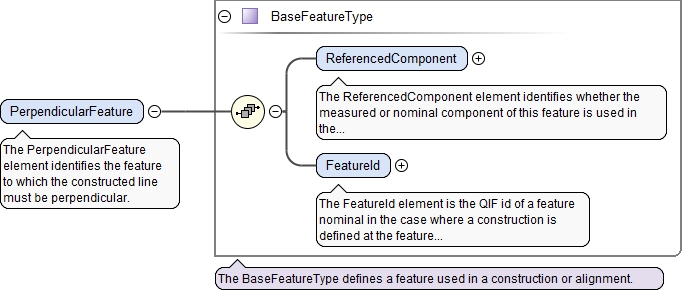 BaseFeatureType
ReferencedComponent
The ReferencedComponent element identifies whether the
measured or nominal component of this feature is used in
the...
PerpendicularFeature
The PerpendicularFeature
element identifies the feature
to which the constructed line
must be perpendicular.
FeatureId
The FeatureId element is the QIF id of a feature
nominal in the case where a construction is
defined at the feature...
The BaseFeatureType defines a feature used in a construction or alignment.